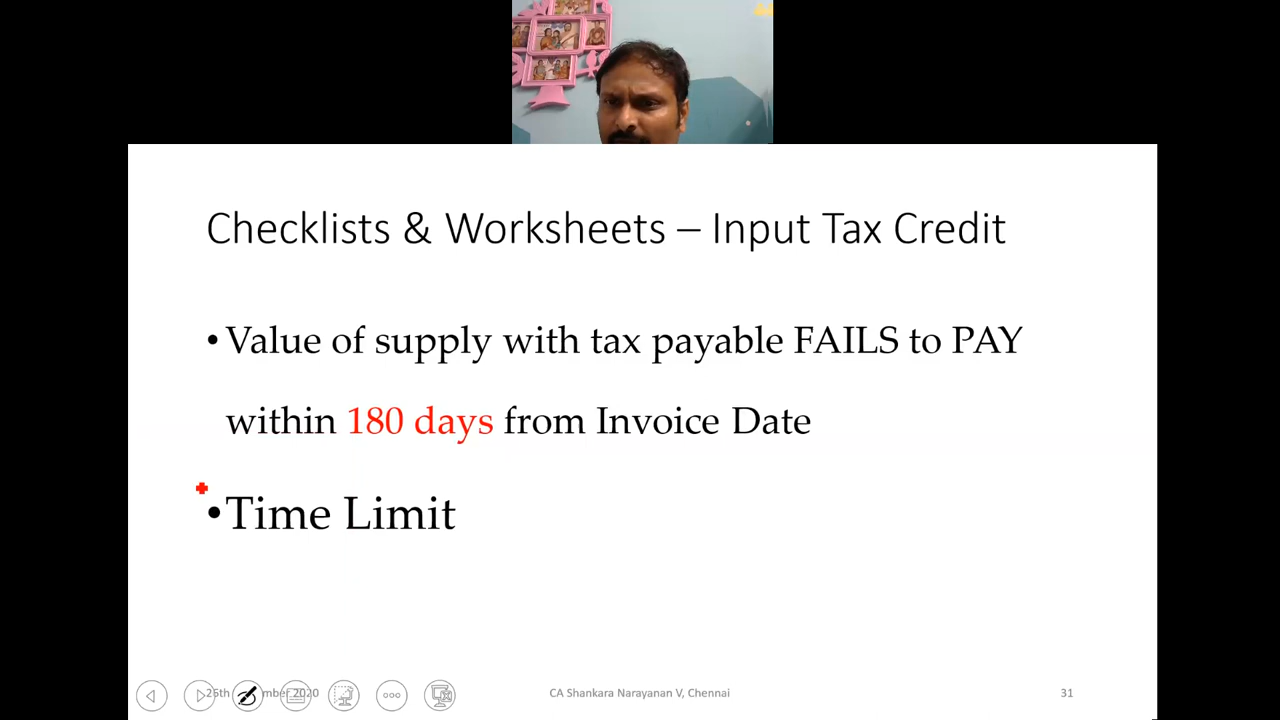 Checklists & Worksheets – Input Tax Credit
• Value of supply with tax payable FAILS to PAY
within 180 days from Invoice Date
• Time Limit
2020
CA Shankara Narayanan V, Chennai
31